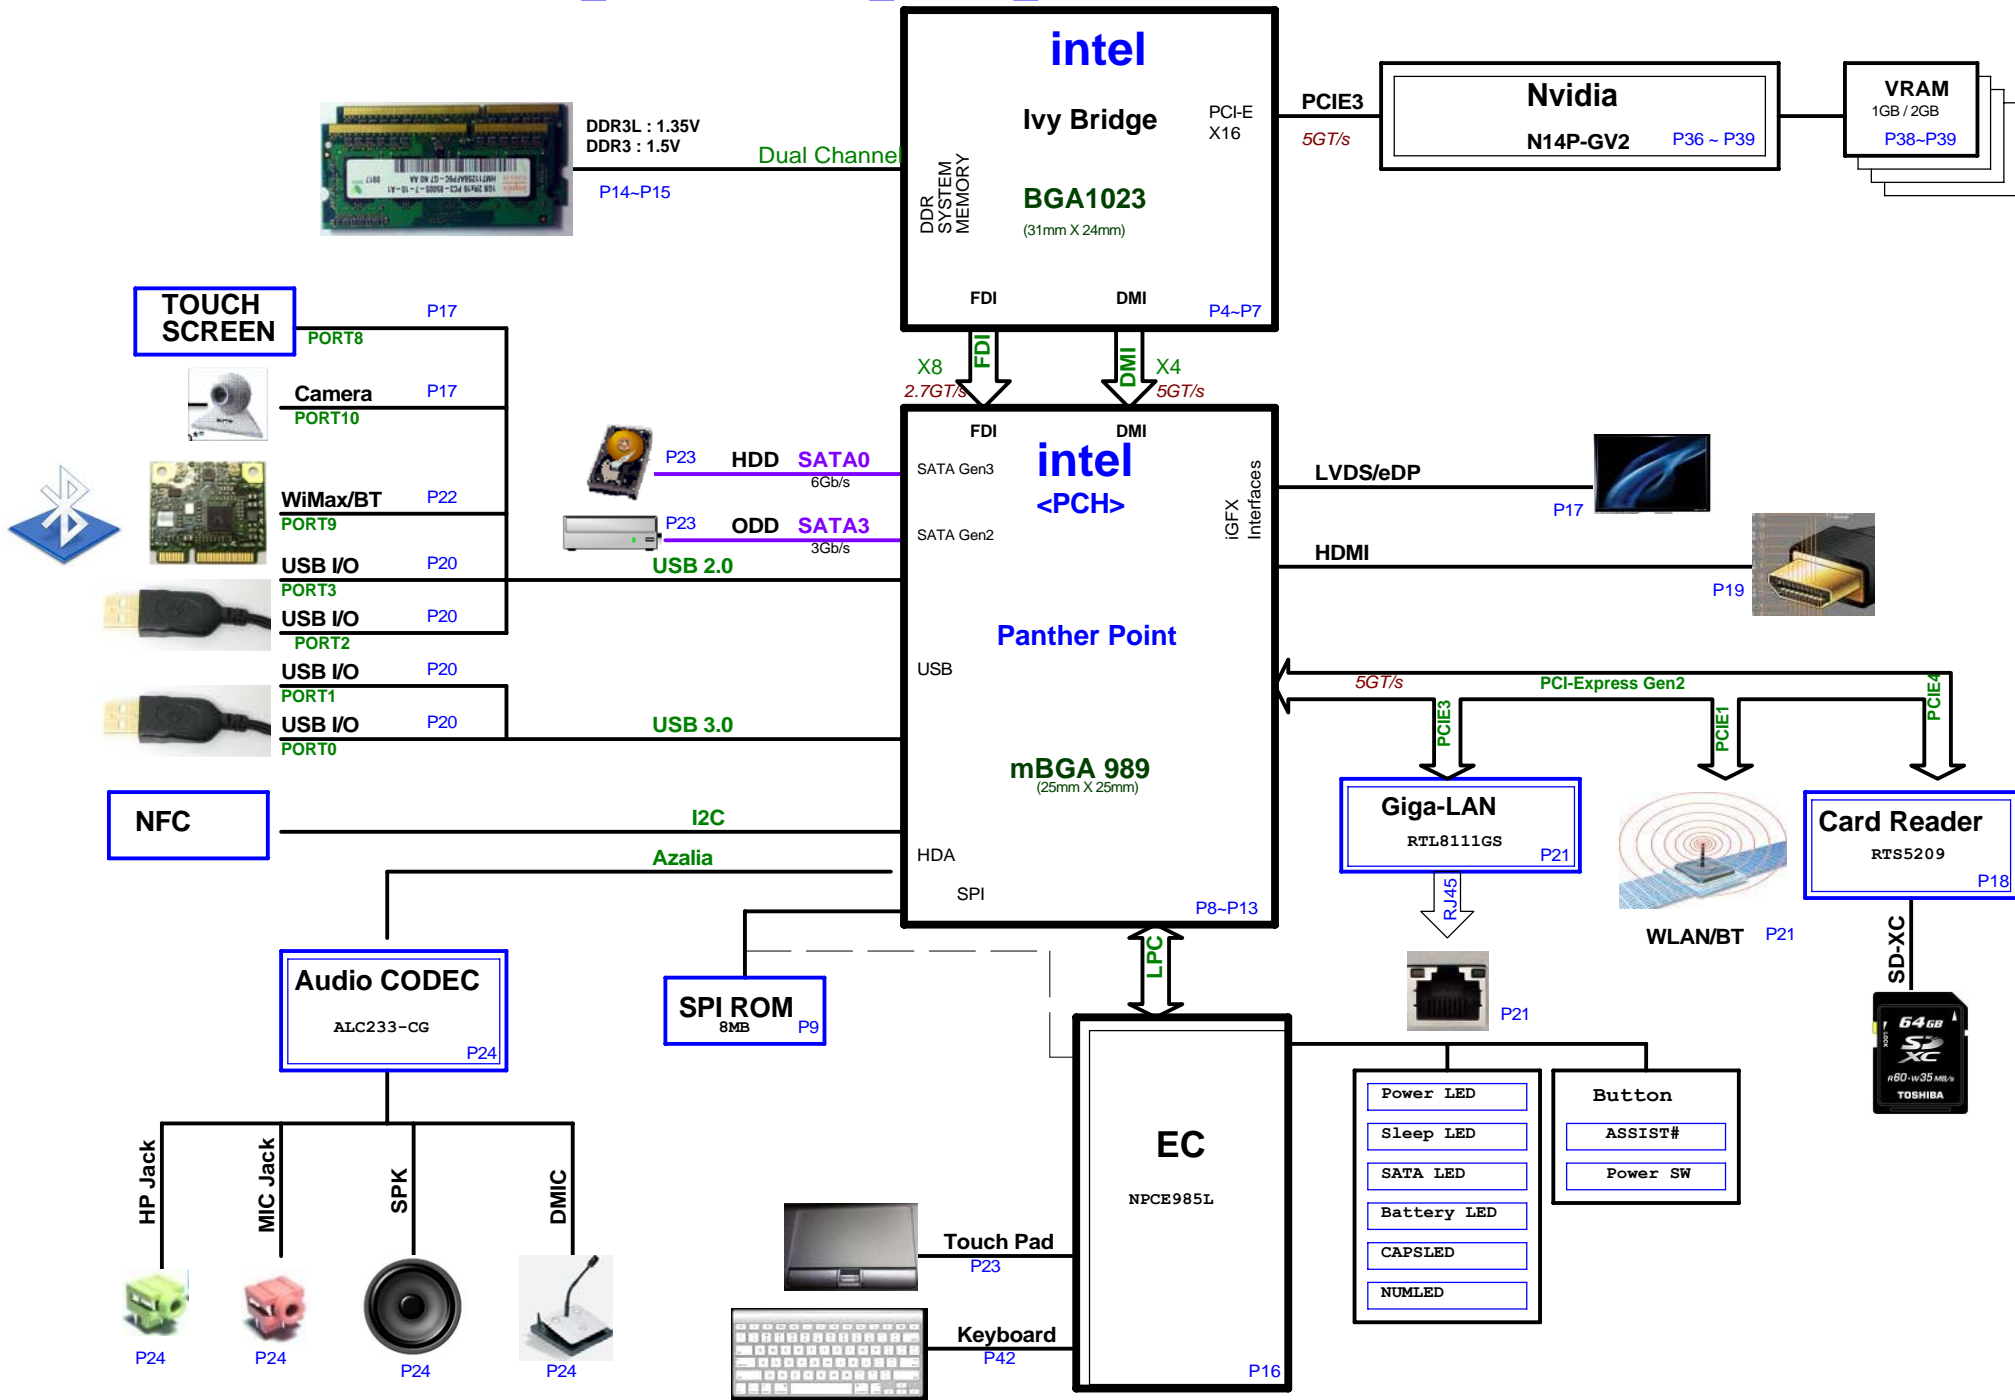 intel
Ivy Bridge
PCI-E
X16
DDR
SYSTEM
MEMORY
BGA1023
(31mm X 24mm)
FDI
DMI
P4~P7
PCIE3
5GT/s
Nvidia
N14P-GV2
P36 ~ P39
VRAM
1GB / 2GB
P38~P39
DDR3L : 1.35V
DDR3 : 1.5V
Dual Channel
P14~P15
TOUCH
SCREEN
P17
PORT8
Camera
P17
PORT10
WiMax/BT
P22
PORT9
USB I/O
P20
PORT3
USB I/O
P20
PORT2
USB I/O
P20
PORT1
USB I/O
P20
PORT0
USB 2.0
USB 3.0
X8
FDI
2.7GT/s
DMI
X4
5GT/s
P23
HDD
SATA0
6Gb/s
P23
ODD
SATA3
3Gb/s
FDI
DMI
SATA Gen3
SATA Gen2
intel
<PCH>
iGFX
Interfaces
Panther Point
USB
mBGA 989
(25mm X 25mm)
HDA
SPI
P8~P13
LVDS/eDP
P17
HDMI
P19
5GT/s
PCI-Express Gen2
PCIE3
PCIE1
PCIE4
Giga-LAN
RTL8111GS
P21
RJ45
P21
WLAN/BT
P21
Card Reader
RTS5209
P18
SD-XC
64GB
SD
XC
LOCK
R60-W35 MB/s
TOSHIBA
NFC
I2C
Azalia
Audio CODEC
ALC233-CG
P24
HP Jack
MIC Jack
SPK
DMIC
P24
P24
P24
P24
SPI ROM
8MB
P9
LPC
EC
NPCE985L
P16
Touch Pad
P23
Keyboard
P42
Power LED
Sleep LED
SATA LED
Battery LED
CAPSLED
NUMLED
Button
ASSIST#
Power SW